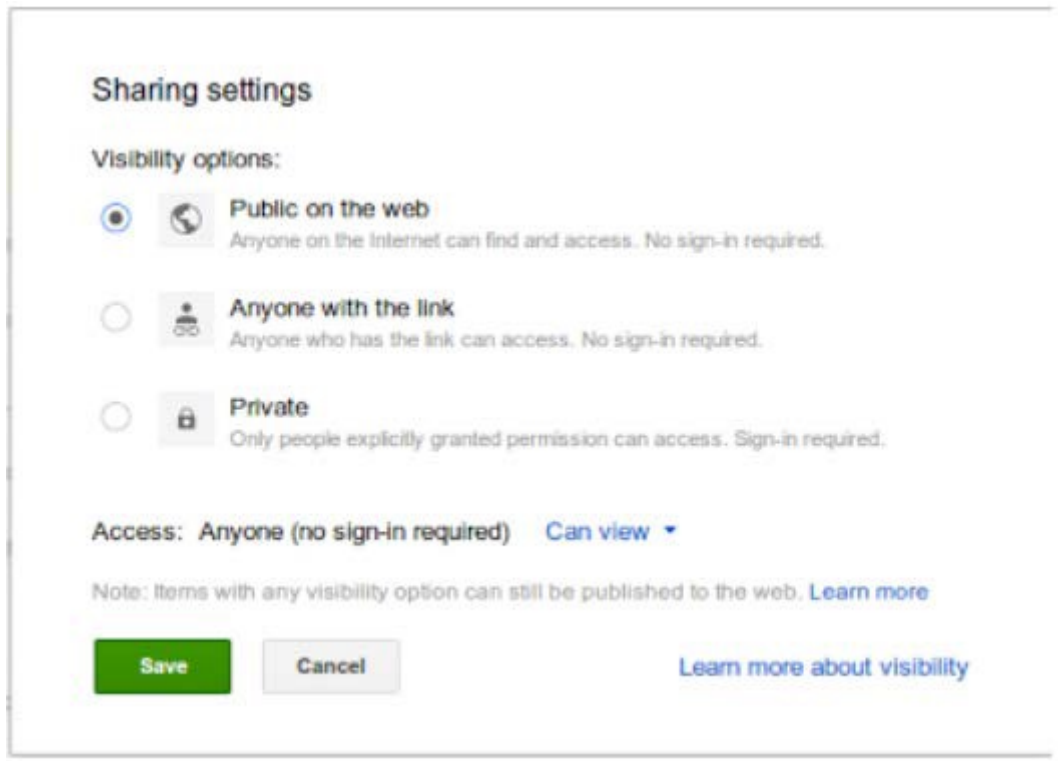 Sharing settings
Visibility options:
Public on the web
Anyone on the Internet can find and access. No sign-in required.
Anyone with the link
Anyone who has the link can access. No sign-in required.
Private
Only people explicitly granted permission can access. Sign-in required.
Access: Anyone (no sign-in required) Can view
Note: Items with any visibility option can still be published to the web. Learn more
Save Cancel Learn more about visibility